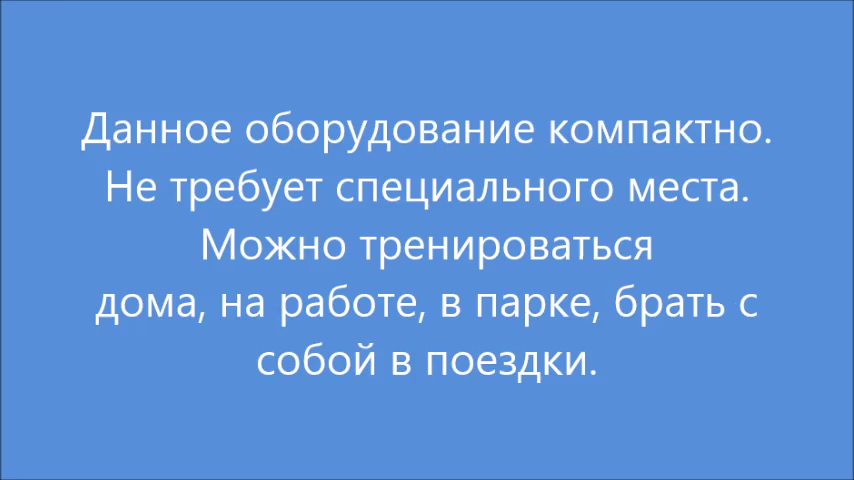 Данное оборудование компактно.
Не требует специального места.
Можно тренироваться
дома, на работе, в парке, брать с
собой в поездки.